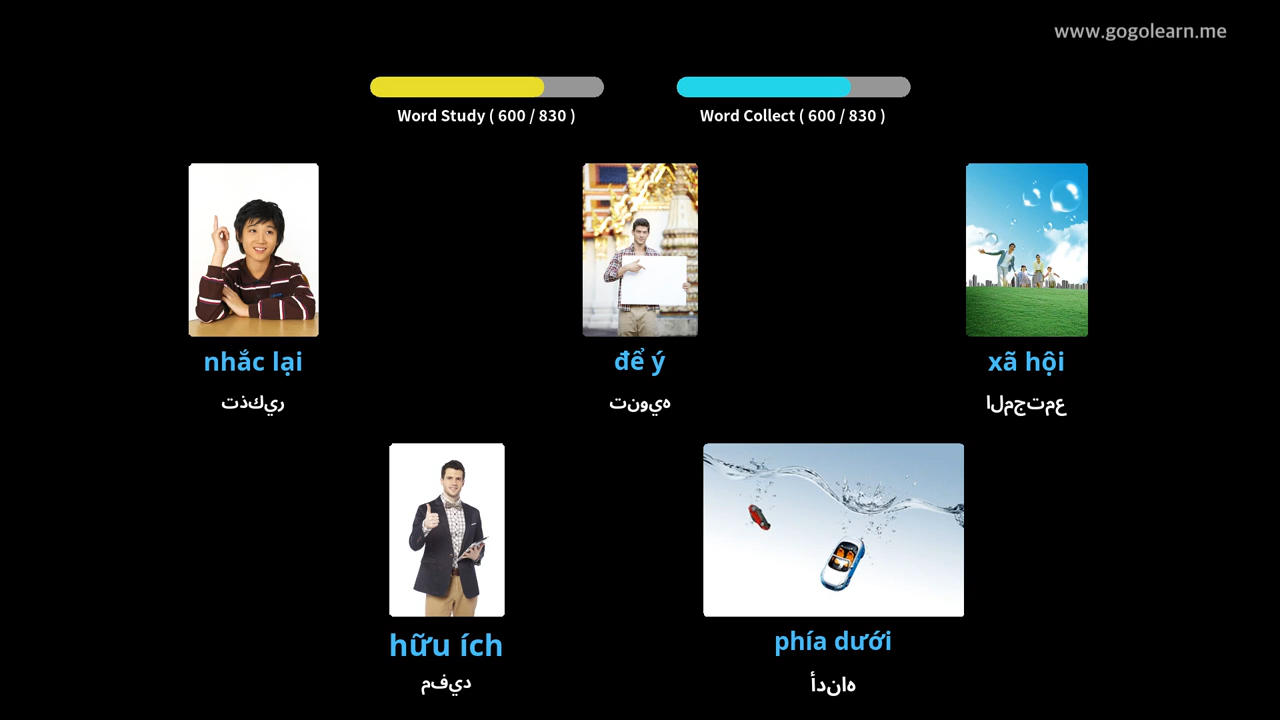 www.gogolearn.me
Word Study ( 600 / 830 )
Word Collect ( 600 / 830 )
nhắc lại
để ý
xã hội
تذكير
تنويه
المجتمع
hữu ích
phía dưới
مفيد
أدناه